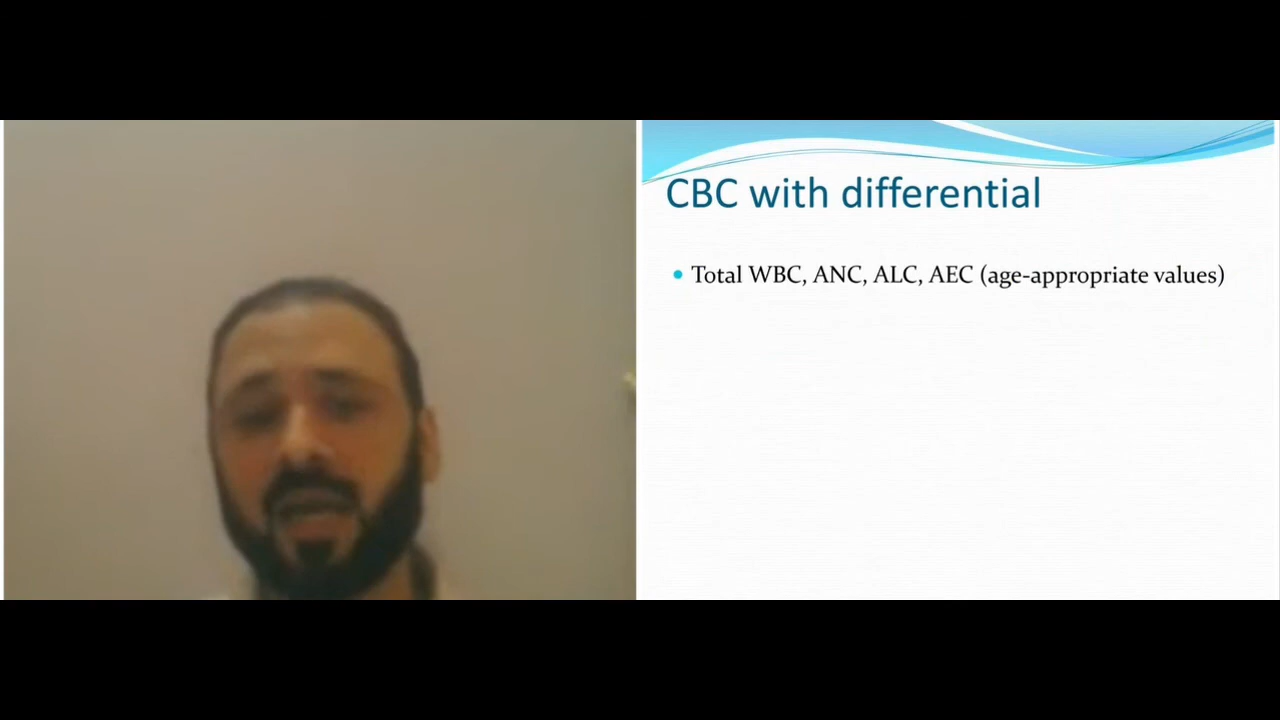 CBC with differential
Total WBC, ANC, ALC, AEC (age-appropriate values)